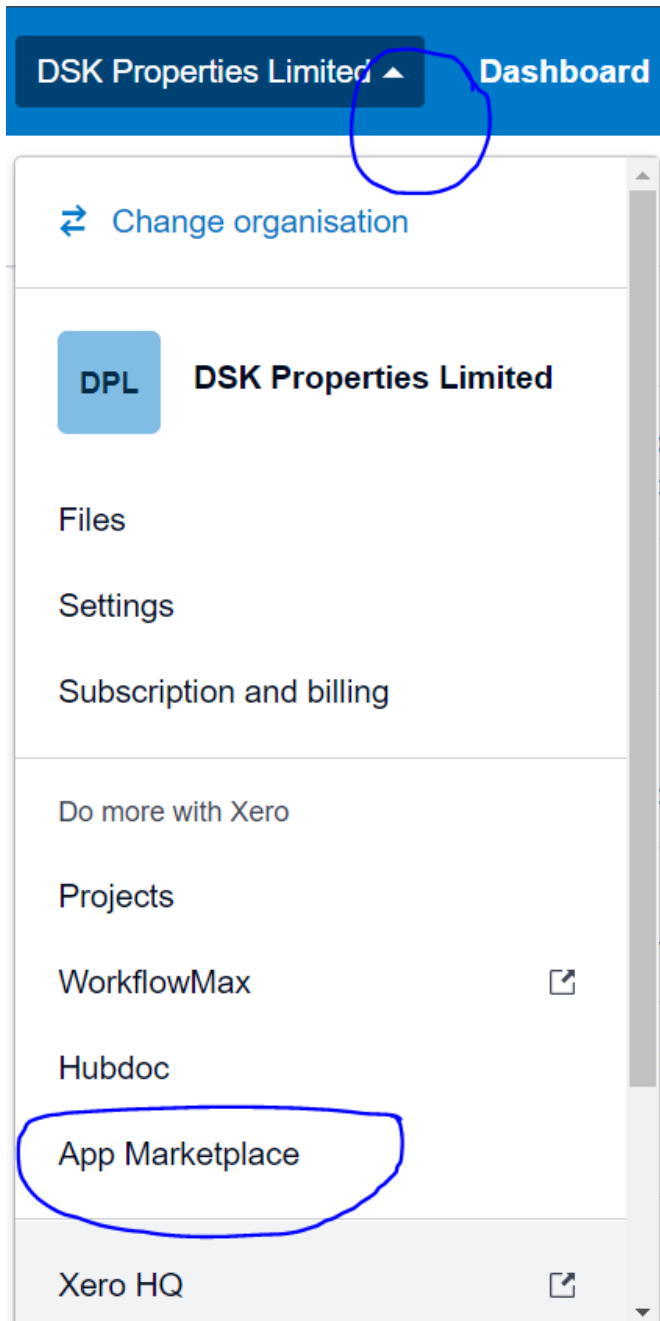 DSK Properties Limited Dashboard
Change organisation
DPL DSK Properties Limited
Files
Settings
Subscription and billing
Do more with Xero
Projects
WorkflowMax
Hubdoc
App Marketplace
Xero HQ